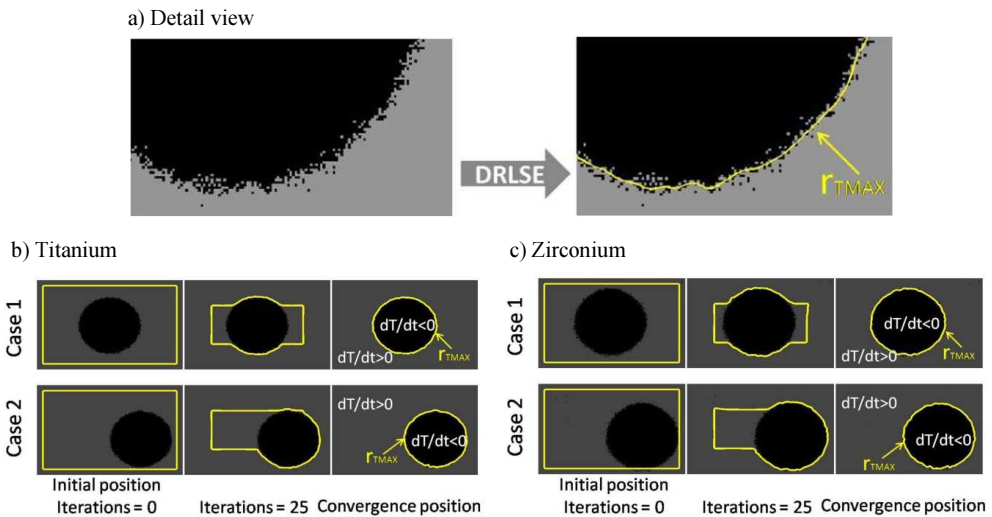 a) Detail view
DRLSE
rTMAX
b) Titanium
Case 1
dT/dt<0
dT/dt>0
rTMAX
Case 2
dT/dt>0
dT/dt<0
rTMAX
Initial position
Iterations = 0
Iterations = 25
Convergence position
c) Zirconium
Case 1
dT/dt<0
dT/dt>0
rTMAX
Case 2
dT/dt>0
dT/dt<0
rTMAX
Initial position
Iterations = 0
Iterations = 25
Convergence position